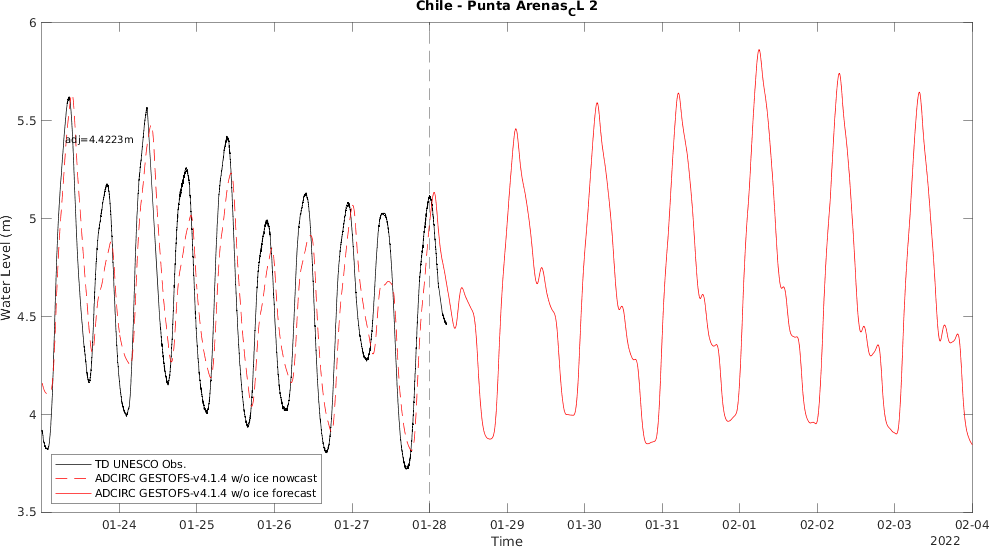 Chile - Punta Arenas_CL 2
6
5.5
5
4.5
4
3.5
Water Level (m)
adj=4.4223m
TD UNESCO Obs.
ADCIRC GESTOFS-v4.1.4 w/o ice nowcast
ADCIRC GESTOFS-v4.1.4 w/o ice forecast
01-24 01-25 01-26 01-27 01-28 01-29 01-30 01-31 02-01 02-02 02-03 02-04
Time
2022